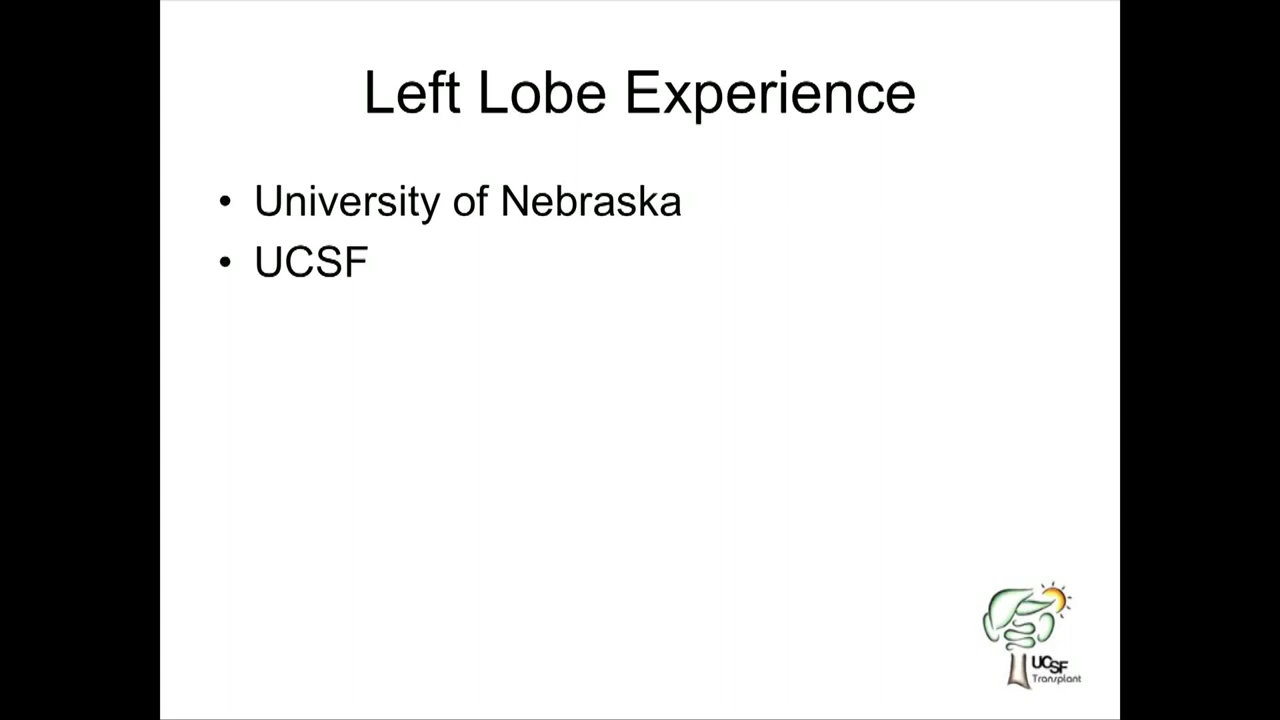 Left Lobe Experience
• University of Nebraska
• UCSF
UCSF
Transplant